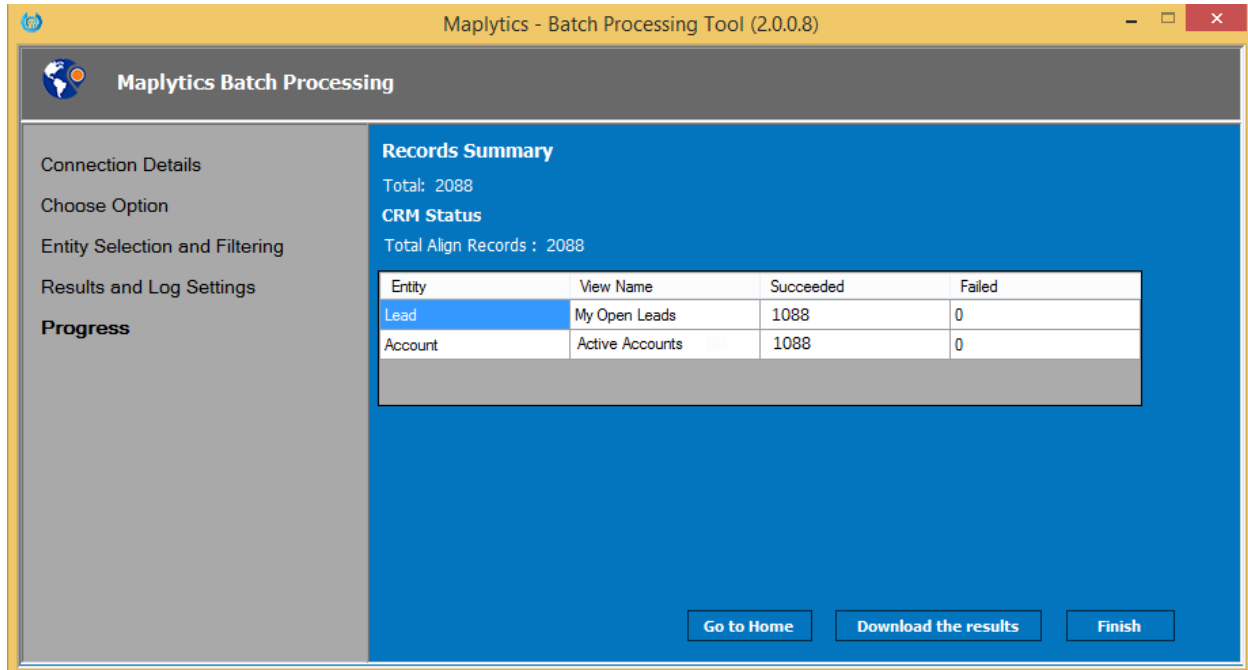 Maplytics - Batch Processing Tool (2.0.0.8)
Maplytics Batch Processing
Connection Details
Choose Option
Entity Selection and Filtering
Results and Log Settings
Progress
Records Summary
Total: 2088
CRM Status
Total Align Records : 2088
Entity View Name Succeeded Failed
Lead My Open Leads 1088 0
Account Active Accounts 1088 0
Go to Home Download the results Finish